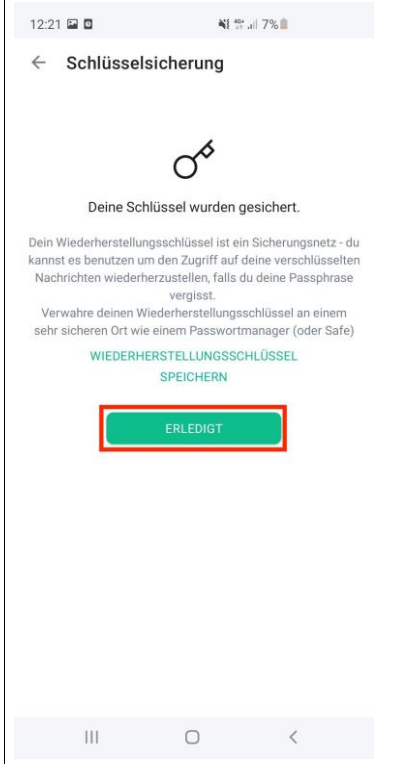 12:21 7%
Schlüsselsicherung
Deine Schlüssel wurden gesichert.
Dein Wiederherstellungsschlüssel ist ein Sicherungsnetz - du
kannst es benutzen um den Zugriff auf deine verschlüsselten
Nachrichten wiederherzustellen, falls du deine Passphrase
vergisst.
Verwahre deinen Wiederherstellungsschlüssel an einem
sehr sicheren Ort wie einem Passwortmanager (oder Safe)
WIEDERHERSTELLUNGSSCHLÜSSEL
SPEICHERN
ERLEDIGT